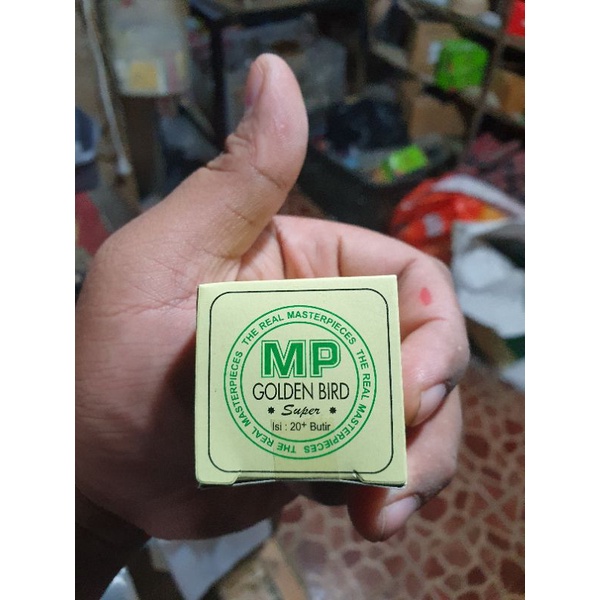 THE REAL MASTERPIECES THE REAL MASTERPIECES THE REAL MASTERPIECES
MP
GOLDEN BIRD
* Super *
Isi : 20+ Butir